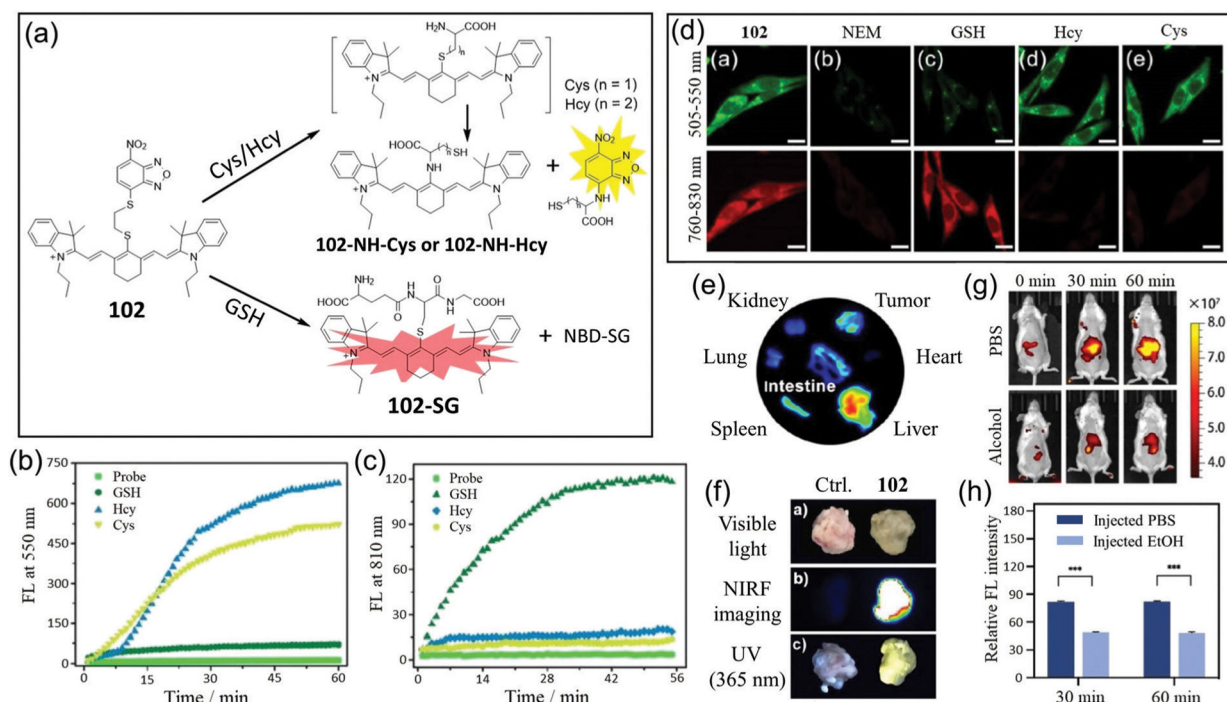 (a)
H₂N COOH
S
n
N+
N
Cys (n = 1)
Hcy (n = 2)
Cys/Hcy
NO₂
N
O
N
S
S
N+
N
102
HOOC
n SH
NH
N
N
+
NO₂
N
O
N
NH
HS
n
COOH
102-NH-Cys or 102-NH-Hcy
GSH
NH₂
HOOC
O
H
N
O
N
H
COOH
S
N+
N
+ NBD-SG
102-SG
(b)
FL at 550 nm
750
600
450
300
150
0
Probe
GSH
Hcy
Cys
0 15 30 45 60
Time / min
(c)
FL at 810 nm
120
90
60
30
15
0
Probe
GSH
Hcy
Cys
0 14 28 42 56
Time / min
(d)
102 NEM GSH Hcy Cys
505-550 nm
(a) (b) (c) (d) (e)
760-830 nm
(e)
Kidney Tumor
Lung Heart
Intestine
Spleen Liver
(f)
Ctrl. 102
Visible
light
a)
NIRF
imaging
b)
UV
(365 nm)
c)
(g)
0 min 30 min 60 min
PBS
Alcohol
×10⁷
8.0
7.0
6.0
5.0
4.0
(h)
Relative FL intensity
180
150
120
90
60
30
0
Injected PBS
Injected EtOH
*** ***
30 min 60 min